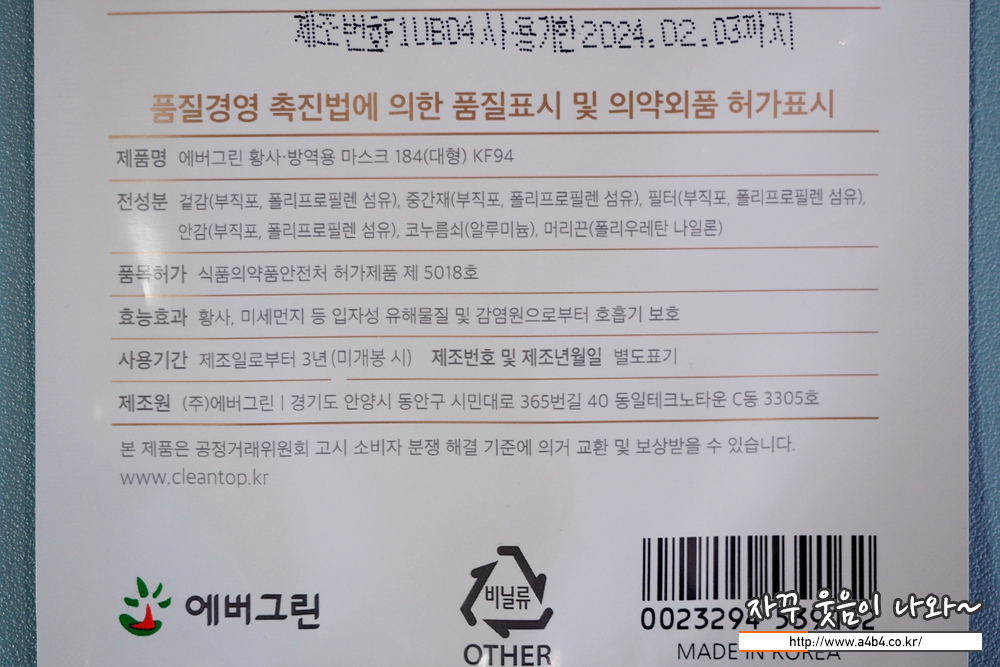 제조번호F1UB04사용기한2024.02.03까지
품질경영 촉진법에 의한 품질표시 및 의약외품 허가표시
제품명 에버그린 황사·방역용 마스크 184(대형) KF94
전성분 겉감(부직포, 폴리프로필렌 섬유), 중간재(부직포, 폴리프로필렌 섬유), 필터(부직포, 폴리프로필렌 섬유),
안감(부직포, 폴리프로필렌 섬유), 코누름쇠(알루미늄), 머리끈(폴리우레탄 나일론)
품목허가 식품의약품안전처 허가제품 제 5018호
효능효과 황사, 미세먼지 등 입자성 유해물질 및 감염원으로부터 호흡기 보호
사용기간 제조일로부터 3년(미개봉 시) 제조번호 및 제조년월일 별도표기
제조원 (주)에버그린 | 경기도 안양시 동안구 시민대로 365번길 40 동일테크노타운 C동 3305호
본 제품은 공정거래위원회 고시 소비자 분쟁 해결 기준에 의거 교환 및 보상받을 수 있습니다.
www.cleantop.kr
에버그린
비닐류
OTHER
0023294
자꾸 웃음이 나와~
http://www.a4b4.co.kr/
MADE IN KOREA